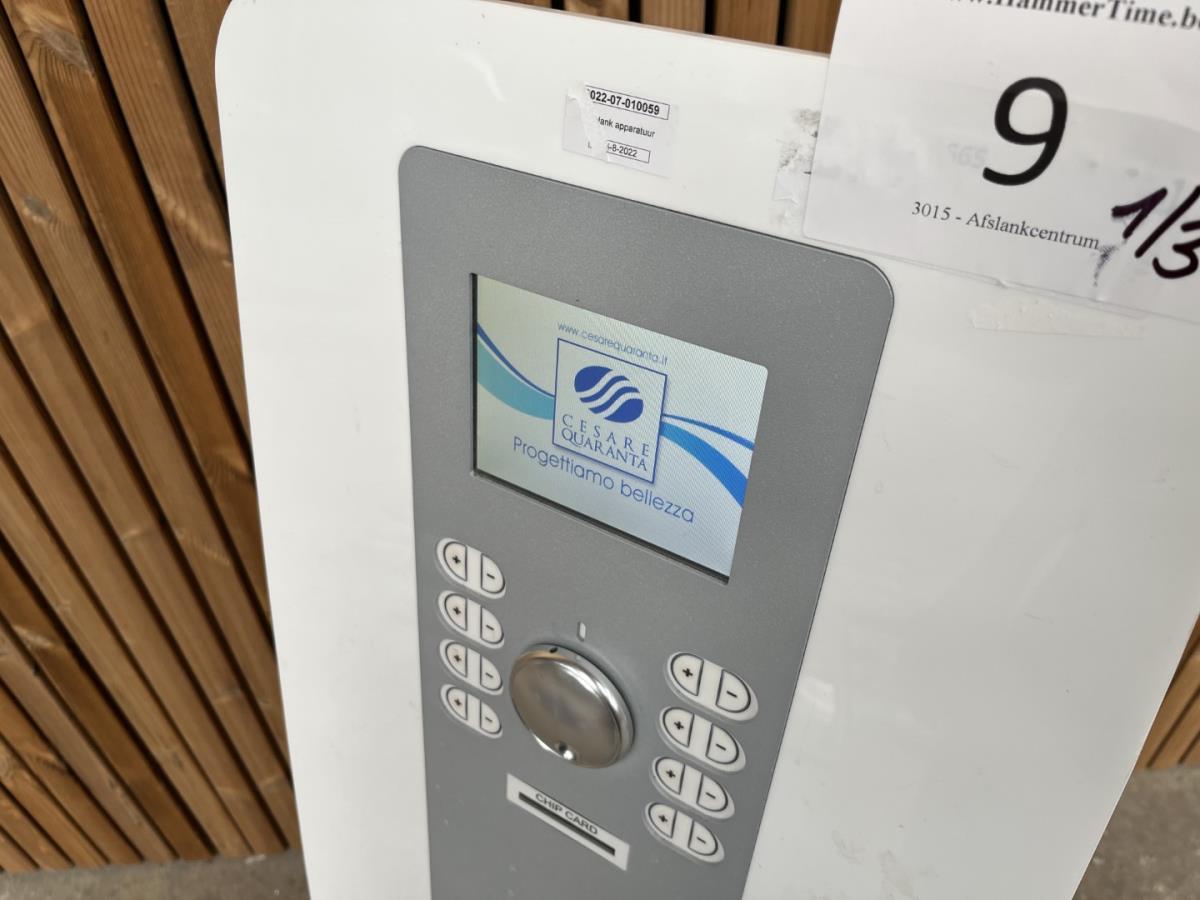 www.HammerTime.be
9
3015 - Afslankcentrum
1/3
022-07-010059
lank apparatuur
-8-2022
www.cesarequaranta.it
CESARE
QUARANTA
Progettiamo bellezza
+ -
+ -
+ -
+ -
+ -
+ -
+ -
+ -
CHIP CARD